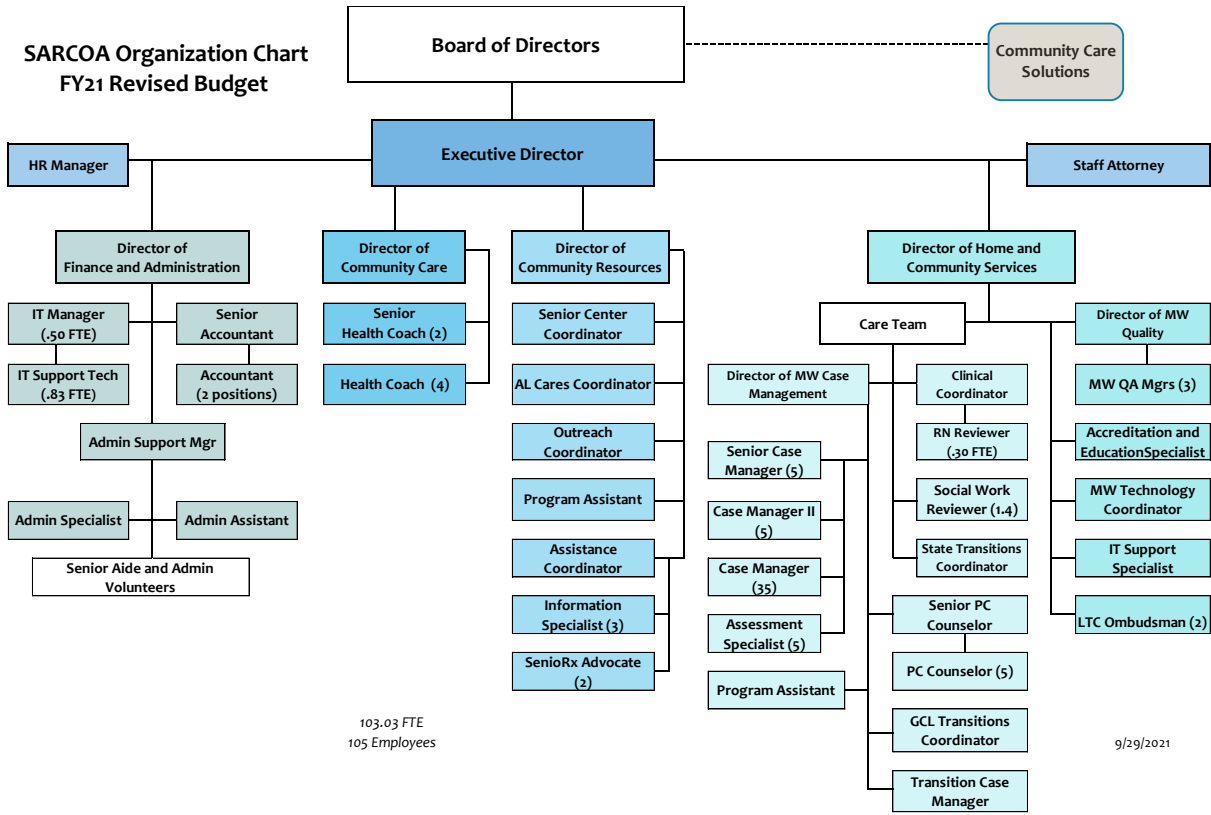 SARCOA Organization Chart
FY21 Revised Budget
Board of Directors
Community Care
Solutions
HR Manager
Executive Director
Staff Attorney
Director of
Finance and Administration
Director of
Community Care
Director of
Community Resources
Director of Home and
Community Services
IT Manager
(.50 FTE)
Senior
Accountant
IT Support Tech
(.83 FTE)
Accountant
(2 positions)
Admin Support Mgr
Admin Specialist
Admin Assistant
Senior Aide and Admin
Volunteers
Senior
Health Coach (2)
Health Coach (4)
Senior Center
Coordinator
AL Cares Coordinator
Outreach
Coordinator
Program Assistant
Assistance
Coordinator
Information
Specialist (3)
SenioRx Advocate
(2)
Care Team
Director of MW Case
Management
Senior Case
Manager (5)
Case Manager II
(5)
Case Manager
(35)
Assessment
Specialist (5)
Program Assistant
Clinical
Coordinator
RN Reviewer
(.30 FTE)
Social Work
Reviewer (1.4)
State Transitions
Coordinator
Senior PC
Counselor
PC Counselor (5)
GCL Transitions
Coordinator
Transition Case
Manager
Director of MW
Quality
MW QA Mgrs (3)
Accreditation and
EducationSpecialist
MW Technology
Coordinator
IT Support
Specialist
LTC Ombudsman (2)
103.03 FTE
105 Employees
9/29/2021